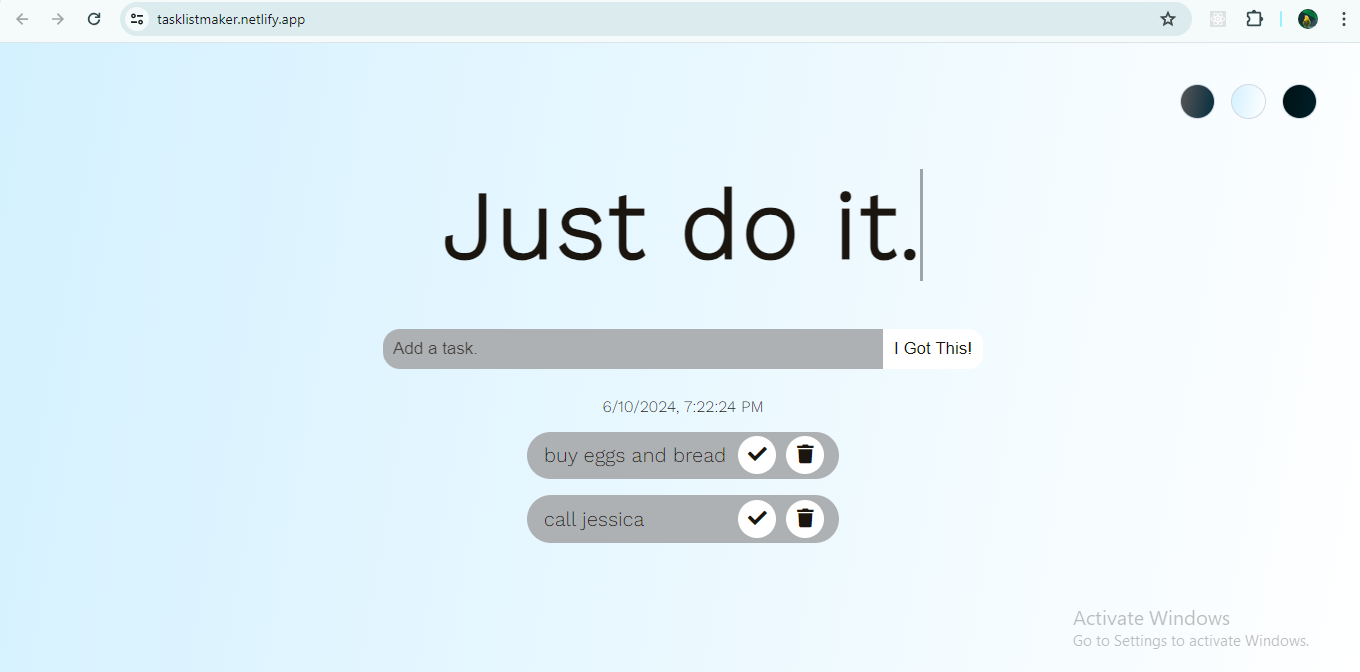 tasklistmaker.netlify.app
Just do it.
Add a task.
I Got This!
6/10/2024, 7:22:24 PM
buy eggs and bread
call jessica
Activate Windows
Go to Settings to activate Windows.